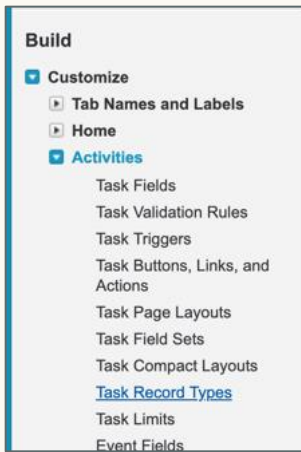 Build
Customize
Tab Names and Labels
Home
Activities
Task Fields
Task Validation Rules
Task Triggers
Task Buttons, Links, and
Actions
Task Page Layouts
Task Field Sets
Task Compact Layouts
Task Record Types
Task Limits
Event Fields